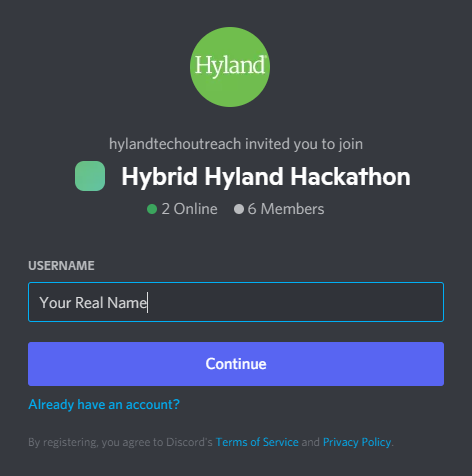 Hyland
hylandtechoutreach invited you to join
Hybrid Hyland Hackathon
2 Online 6 Members
USERNAME
Your Real Name
Continue
Already have an account?
By registering, you agree to Discord's Terms of Service and Privacy Policy.